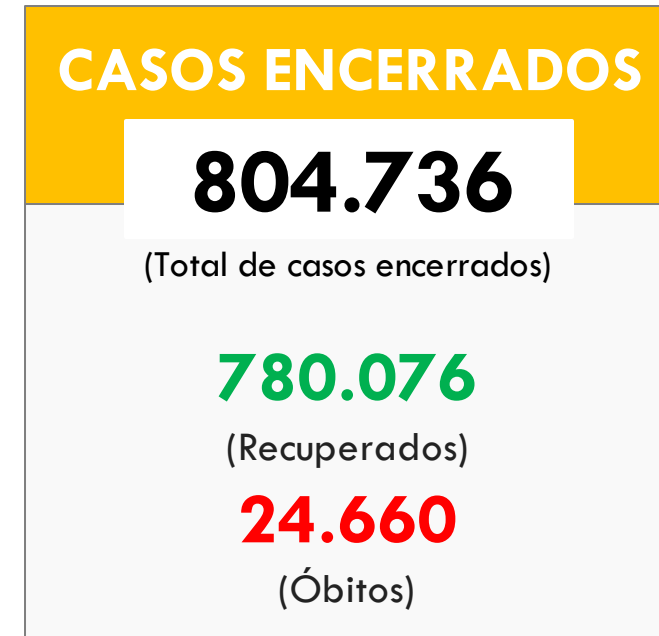 CASOS ENCERRADOS
804.736
(Total de casos encerrados)
780.076
(Recuperados)
24.660
(Óbitos)